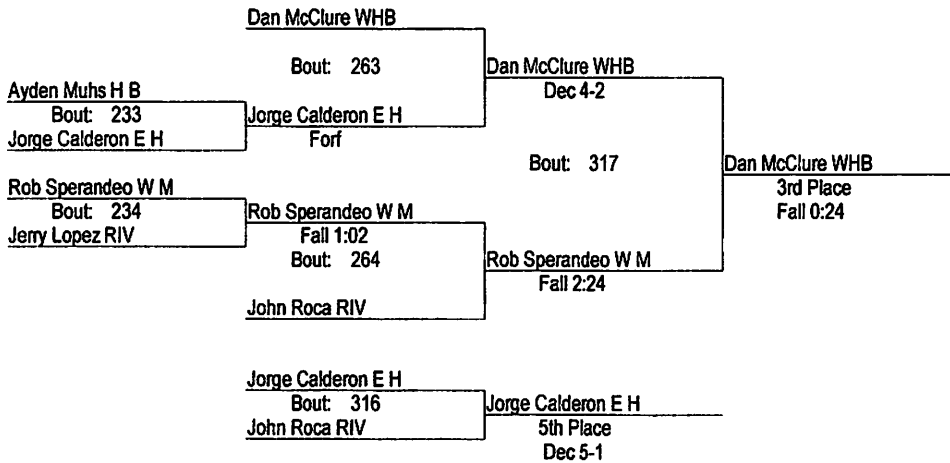 Dan McClure WHB
Bout: 263
Dan McClure WHB
Dec 4-2
Ayden Muhs H B
Bout: 233
Jorge Calderon E H
Jorge Calderon E H
Forf
Bout: 317
Dan McClure WHB
3rd Place
Fall 0:24
Rob Sperandeo W M
Bout: 234
Jerry Lopez RIV
Rob Sperandeo W M
Fall 1:02
Bout: 264
Rob Sperandeo W M
Fall 2:24
John Roca RIV
Jorge Calderon E H
Bout: 316
John Roca RIV
Jorge Calderon E H
5th Place
Dec 5-1